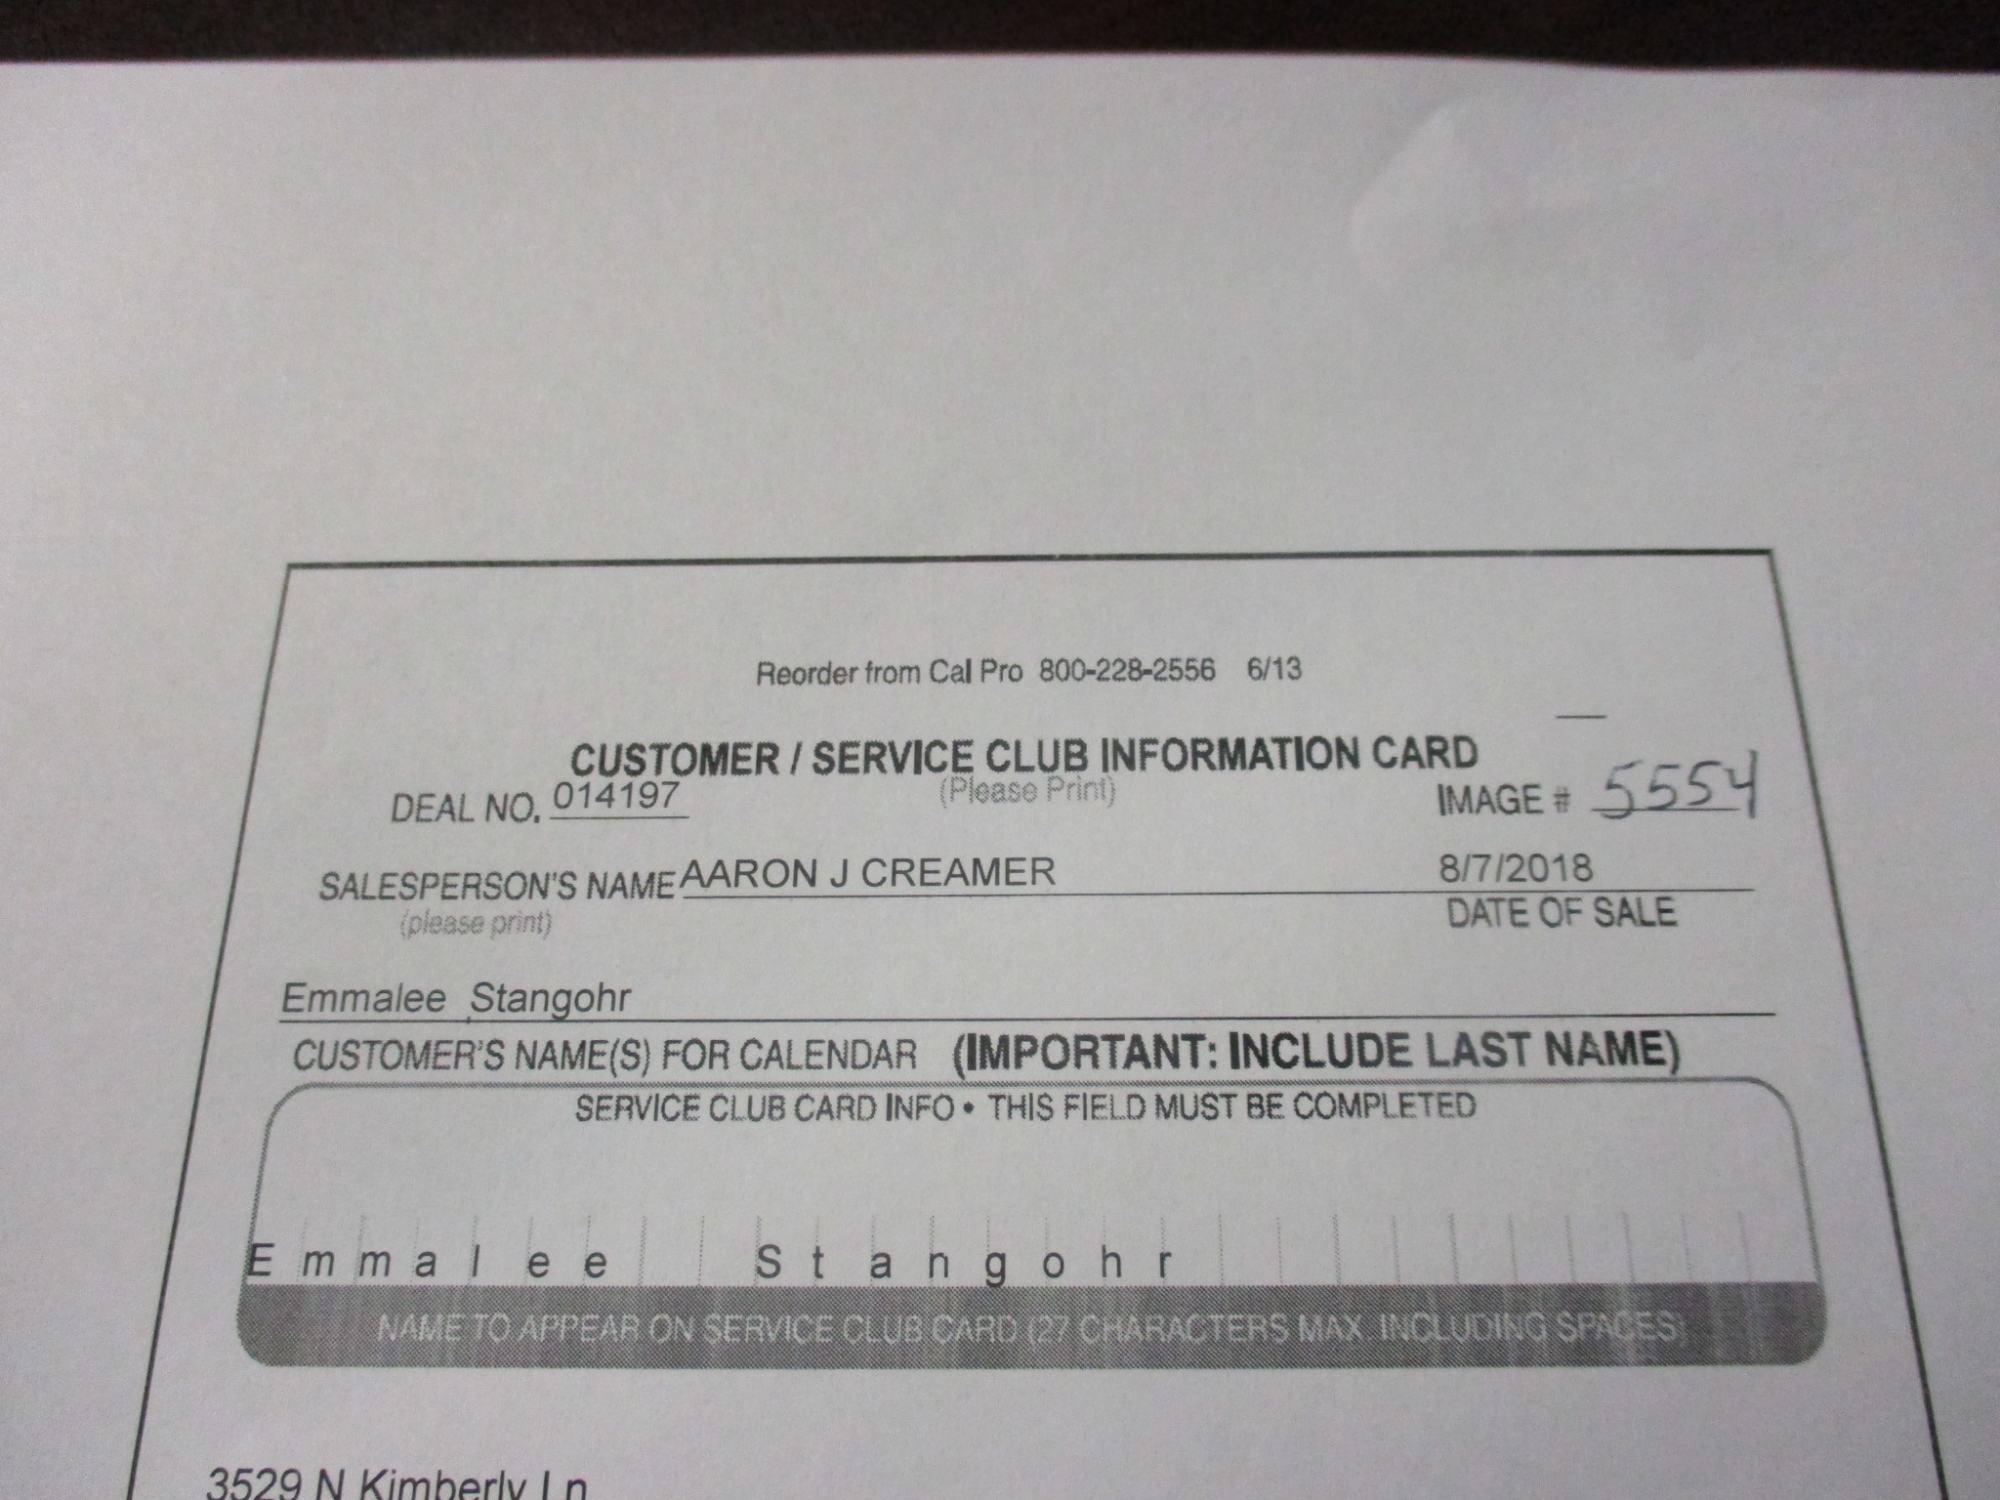 Reorder from Cal Pro 800-228-2556 6/13
CUSTOMER / SERVICE CLUB INFORMATION CARD
(Please Print)
DEAL NO. 014197
IMAGE # 5554
SALESPERSON'S NAME AARON J CREAMER 8/7/2018
(please print) DATE OF SALE
Emmalee Stangohr
CUSTOMER'S NAME(S) FOR CALENDAR (IMPORTANT: INCLUDE LAST NAME)
SERVICE CLUB CARD INFO • THIS FIELD MUST BE COMPLETED
Emmalee Stangohr
NAME TO APPEAR ON SERVICE CLUB CARD (27 CHARACTERS MAX. INCLUDING SPACES)
3529 N Kimberly Ln